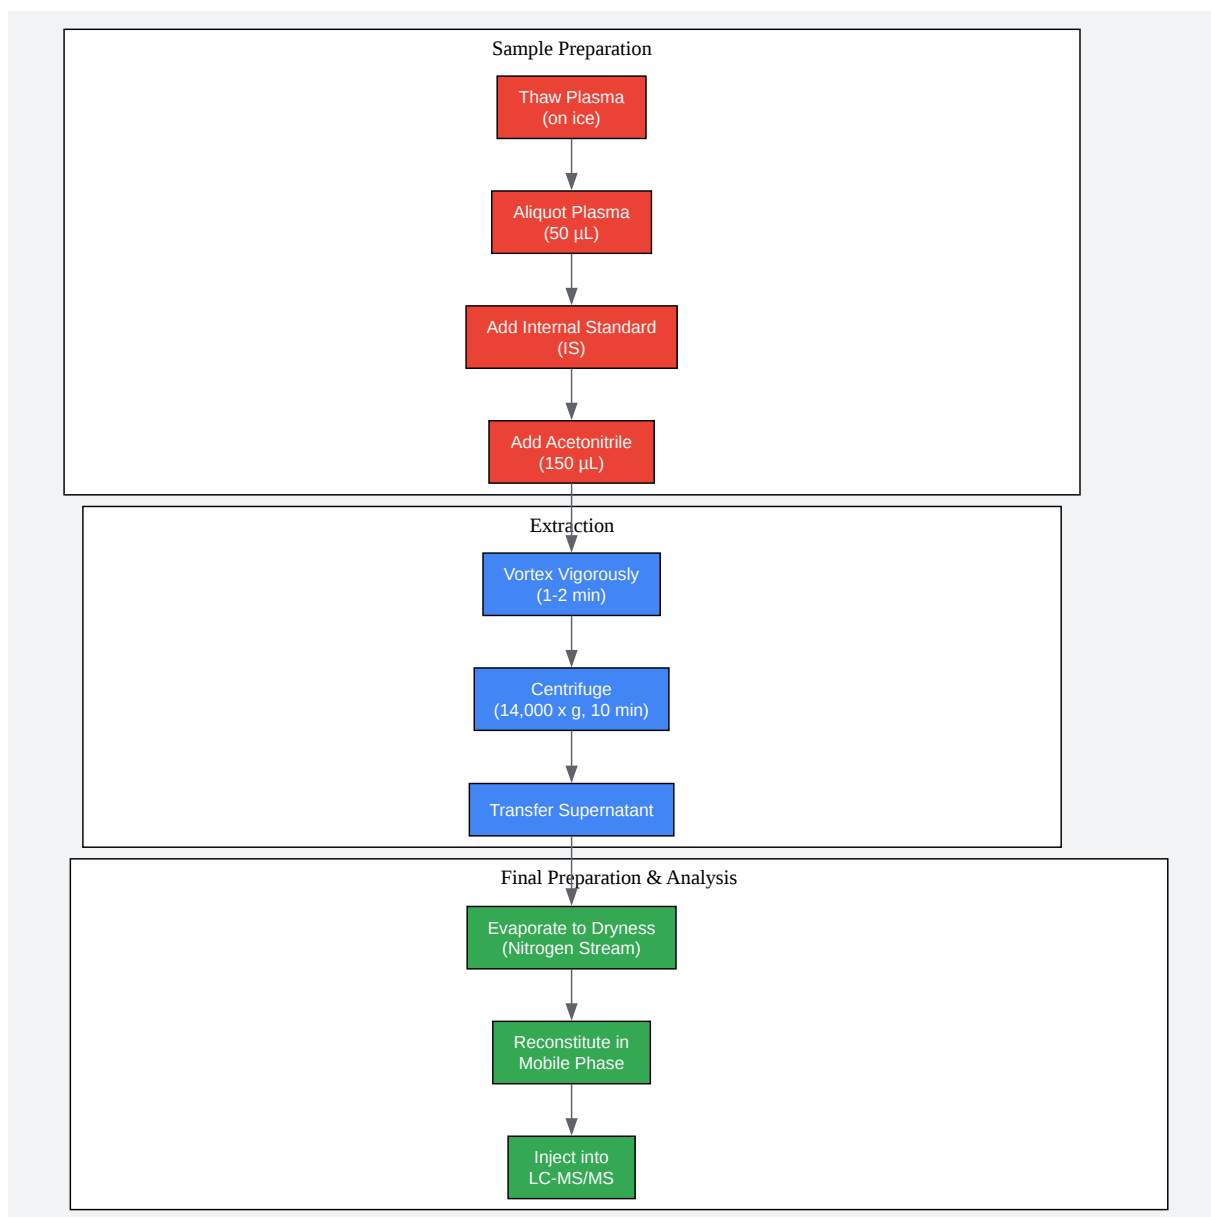 Sample Preparation
Thaw Plasma
(on ice)
Aliquot Plasma
(50 µL)
Add Internal Standard
(IS)
Add Acetonitrile
(150 µL)
Extraction
Vortex Vigorously
(1-2 min)
Centrifuge
(14,000 x g, 10 min)
Transfer Supernatant
Final Preparation & Analysis
Evaporate to Dryness
(Nitrogen Stream)
Reconstitute in
Mobile Phase
Inject into
LC-MS/MS